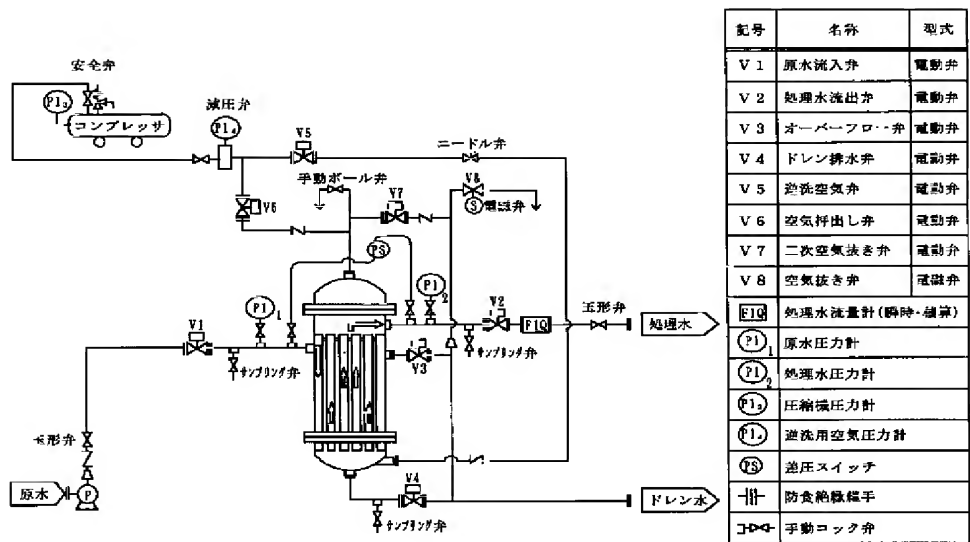 安全弁
PI₃
コンプレッサ
減圧弁
PI₄
V5
ニードル弁
V6
手動ボール弁
V7
V8
S 電磁弁
PS
PI₁
PI₂
V1
V2
FIQ
玉形弁
処理水
サンプリング弁
サンプリング弁
V3
玉形弁
原水
P
V4
ドレン水
サンプリング弁
記号 名称 型式
V1 原水流入弁 電動弁
V2 処理水流出弁 電動弁
V3 オーバーフロー弁 電動弁
V4 ドレン排水弁 電動弁
V5 逆洗空気弁 電動弁
V6 空気押出し弁 電動弁
V7 二次空気抜き弁 電動弁
V8 空気抜き弁 電磁弁
FIQ 処理水流量計(瞬時・積算)
PI₁ 原水圧力計
PI₂ 処理水圧力計
PI₃ 圧縮機圧力計
PI₄ 逆洗用空気圧力計
PS 差圧スイッチ
防食絶縁継手
手動コック弁